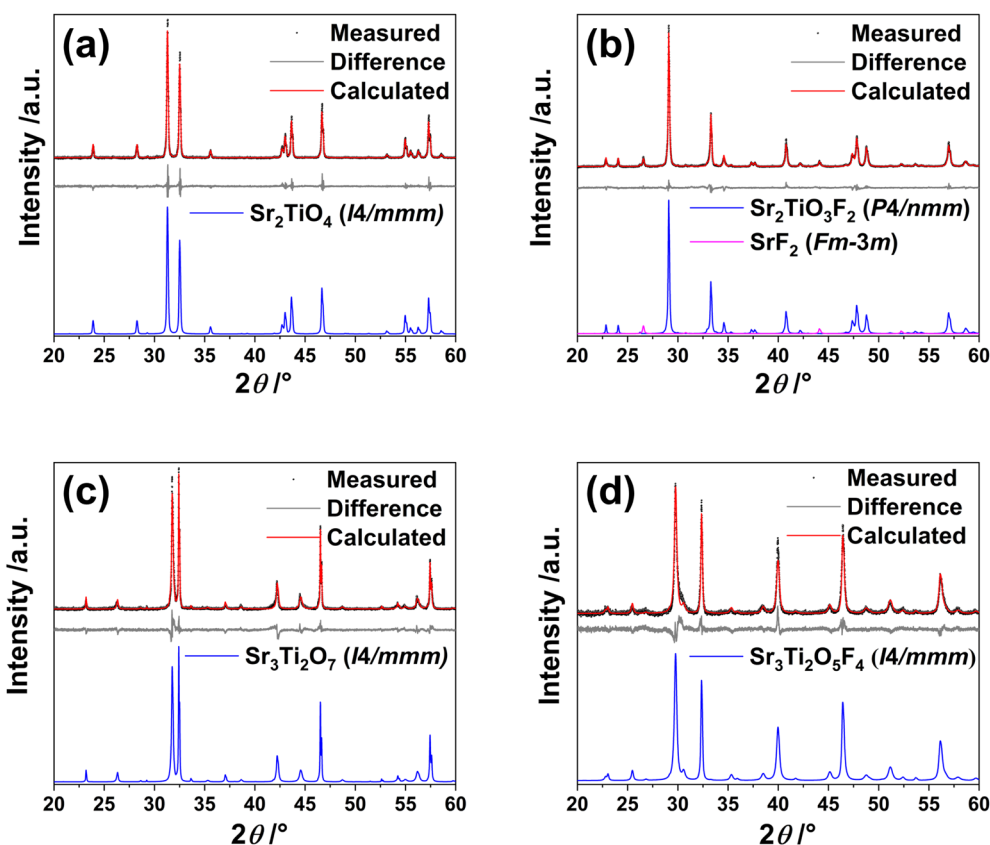 (a)
Measured
Difference
Calculated
Sr₂TiO₄ (I4/mmm)
Intensity /a.u.
20 25 30 35 40 45 50 55 60
2θ /°
(b)
Measured
Difference
Calculated
Sr₂TiO₃F₂ (P4/nmm)
SrF₂ (Fm-3m)
Intensity /a.u.
20 25 30 35 40 45 50 55 60
2θ /°
(c)
Measured
Difference
Calculated
Sr₃Ti₂O₇ (I4/mmm)
Intensity /a.u.
20 25 30 35 40 45 50 55 60
2θ /°
(d)
Measured
Difference
Calculated
Sr₃Ti₂O₅F₄ (I4/mmm)
Intensity /a.u.
20 25 30 35 40 45 50 55 60
2θ /°